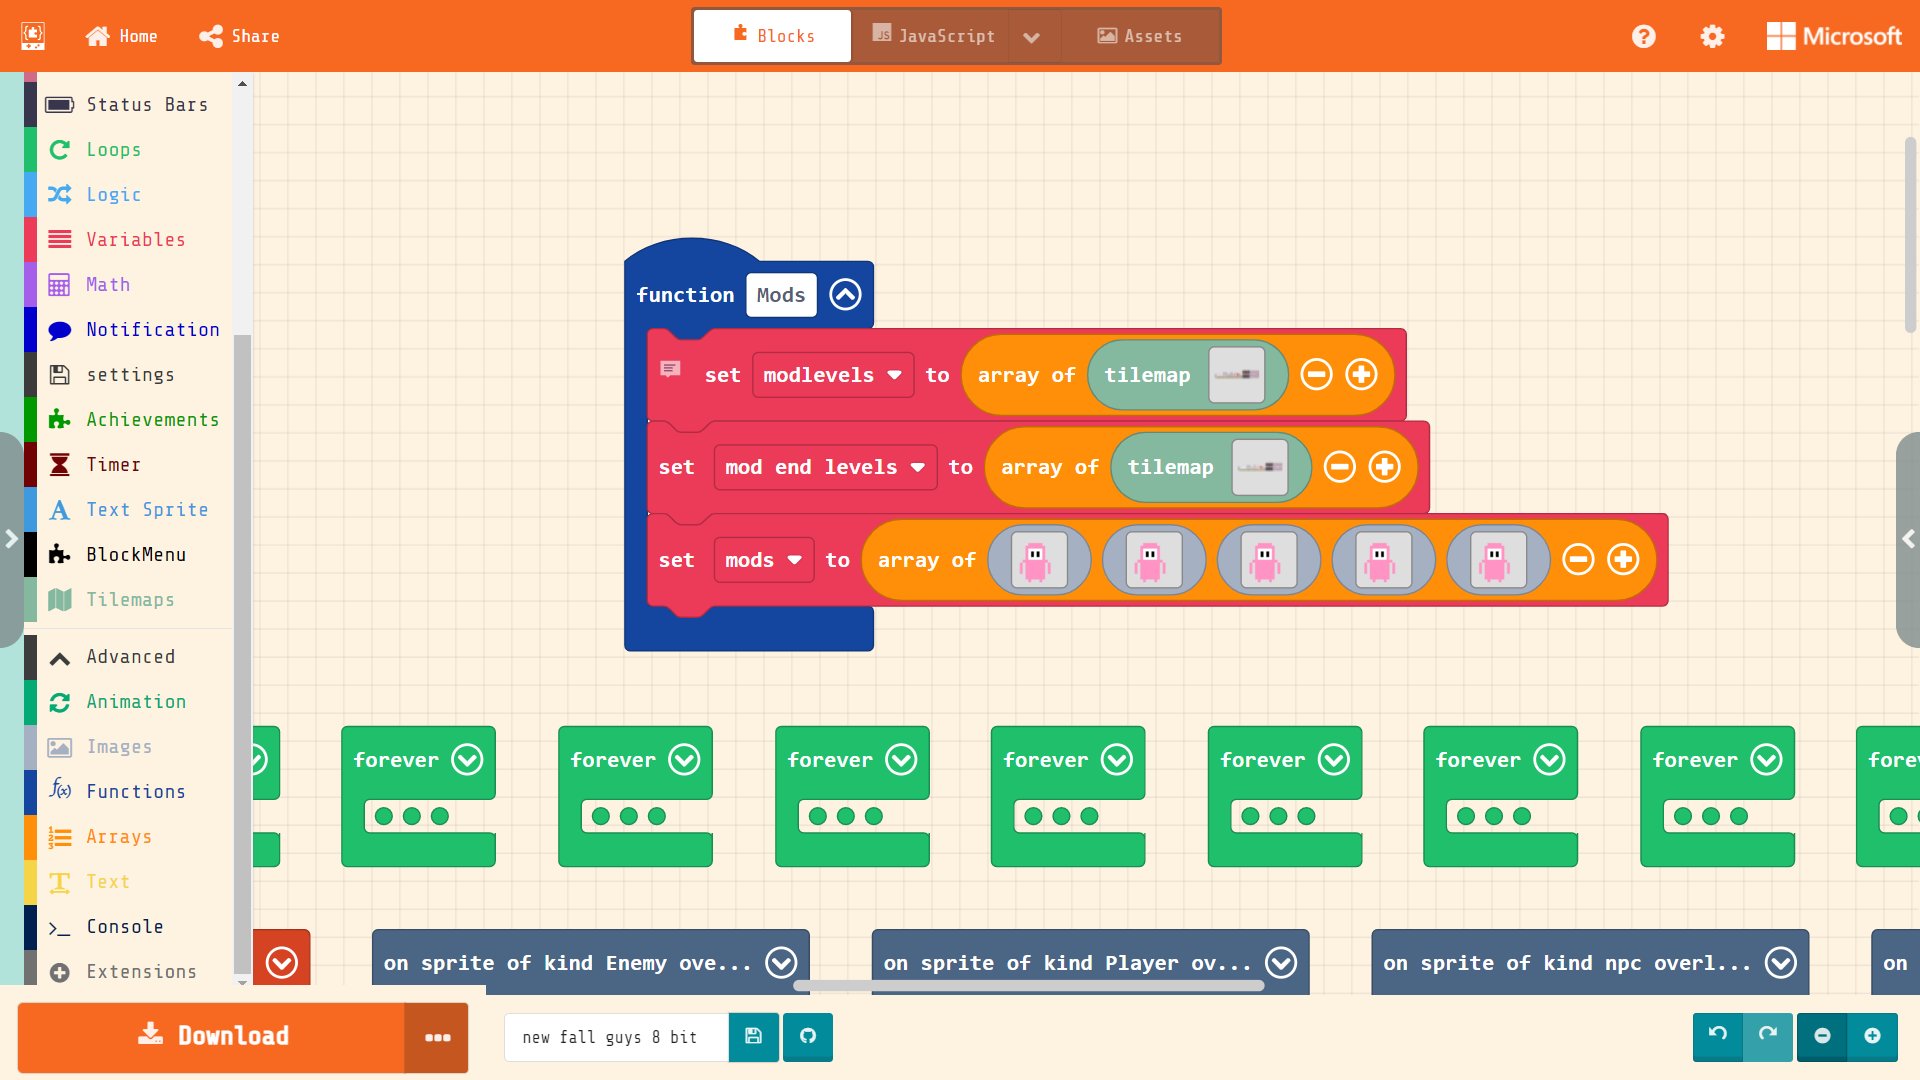 Home
Share
Blocks
JavaScript
Assets
Microsoft
Status Bars
Loops
Logic
Variables
Math
Notification
settings
Achievements
Timer
Text Sprite
BlockMenu
Tilemaps
Advanced
Animation
Images
Functions
Arrays
Text
Console
Extensions
function Mods
set modlevels to array of tilemap
set mod end levels to array of tilemap
set mods to array of
forever forever forever forever forever forever forever
on sprite of kind Enemy ove... on sprite of kind Player ov... on sprite of kind npc overl... on
Download
new fall guys 8 bit